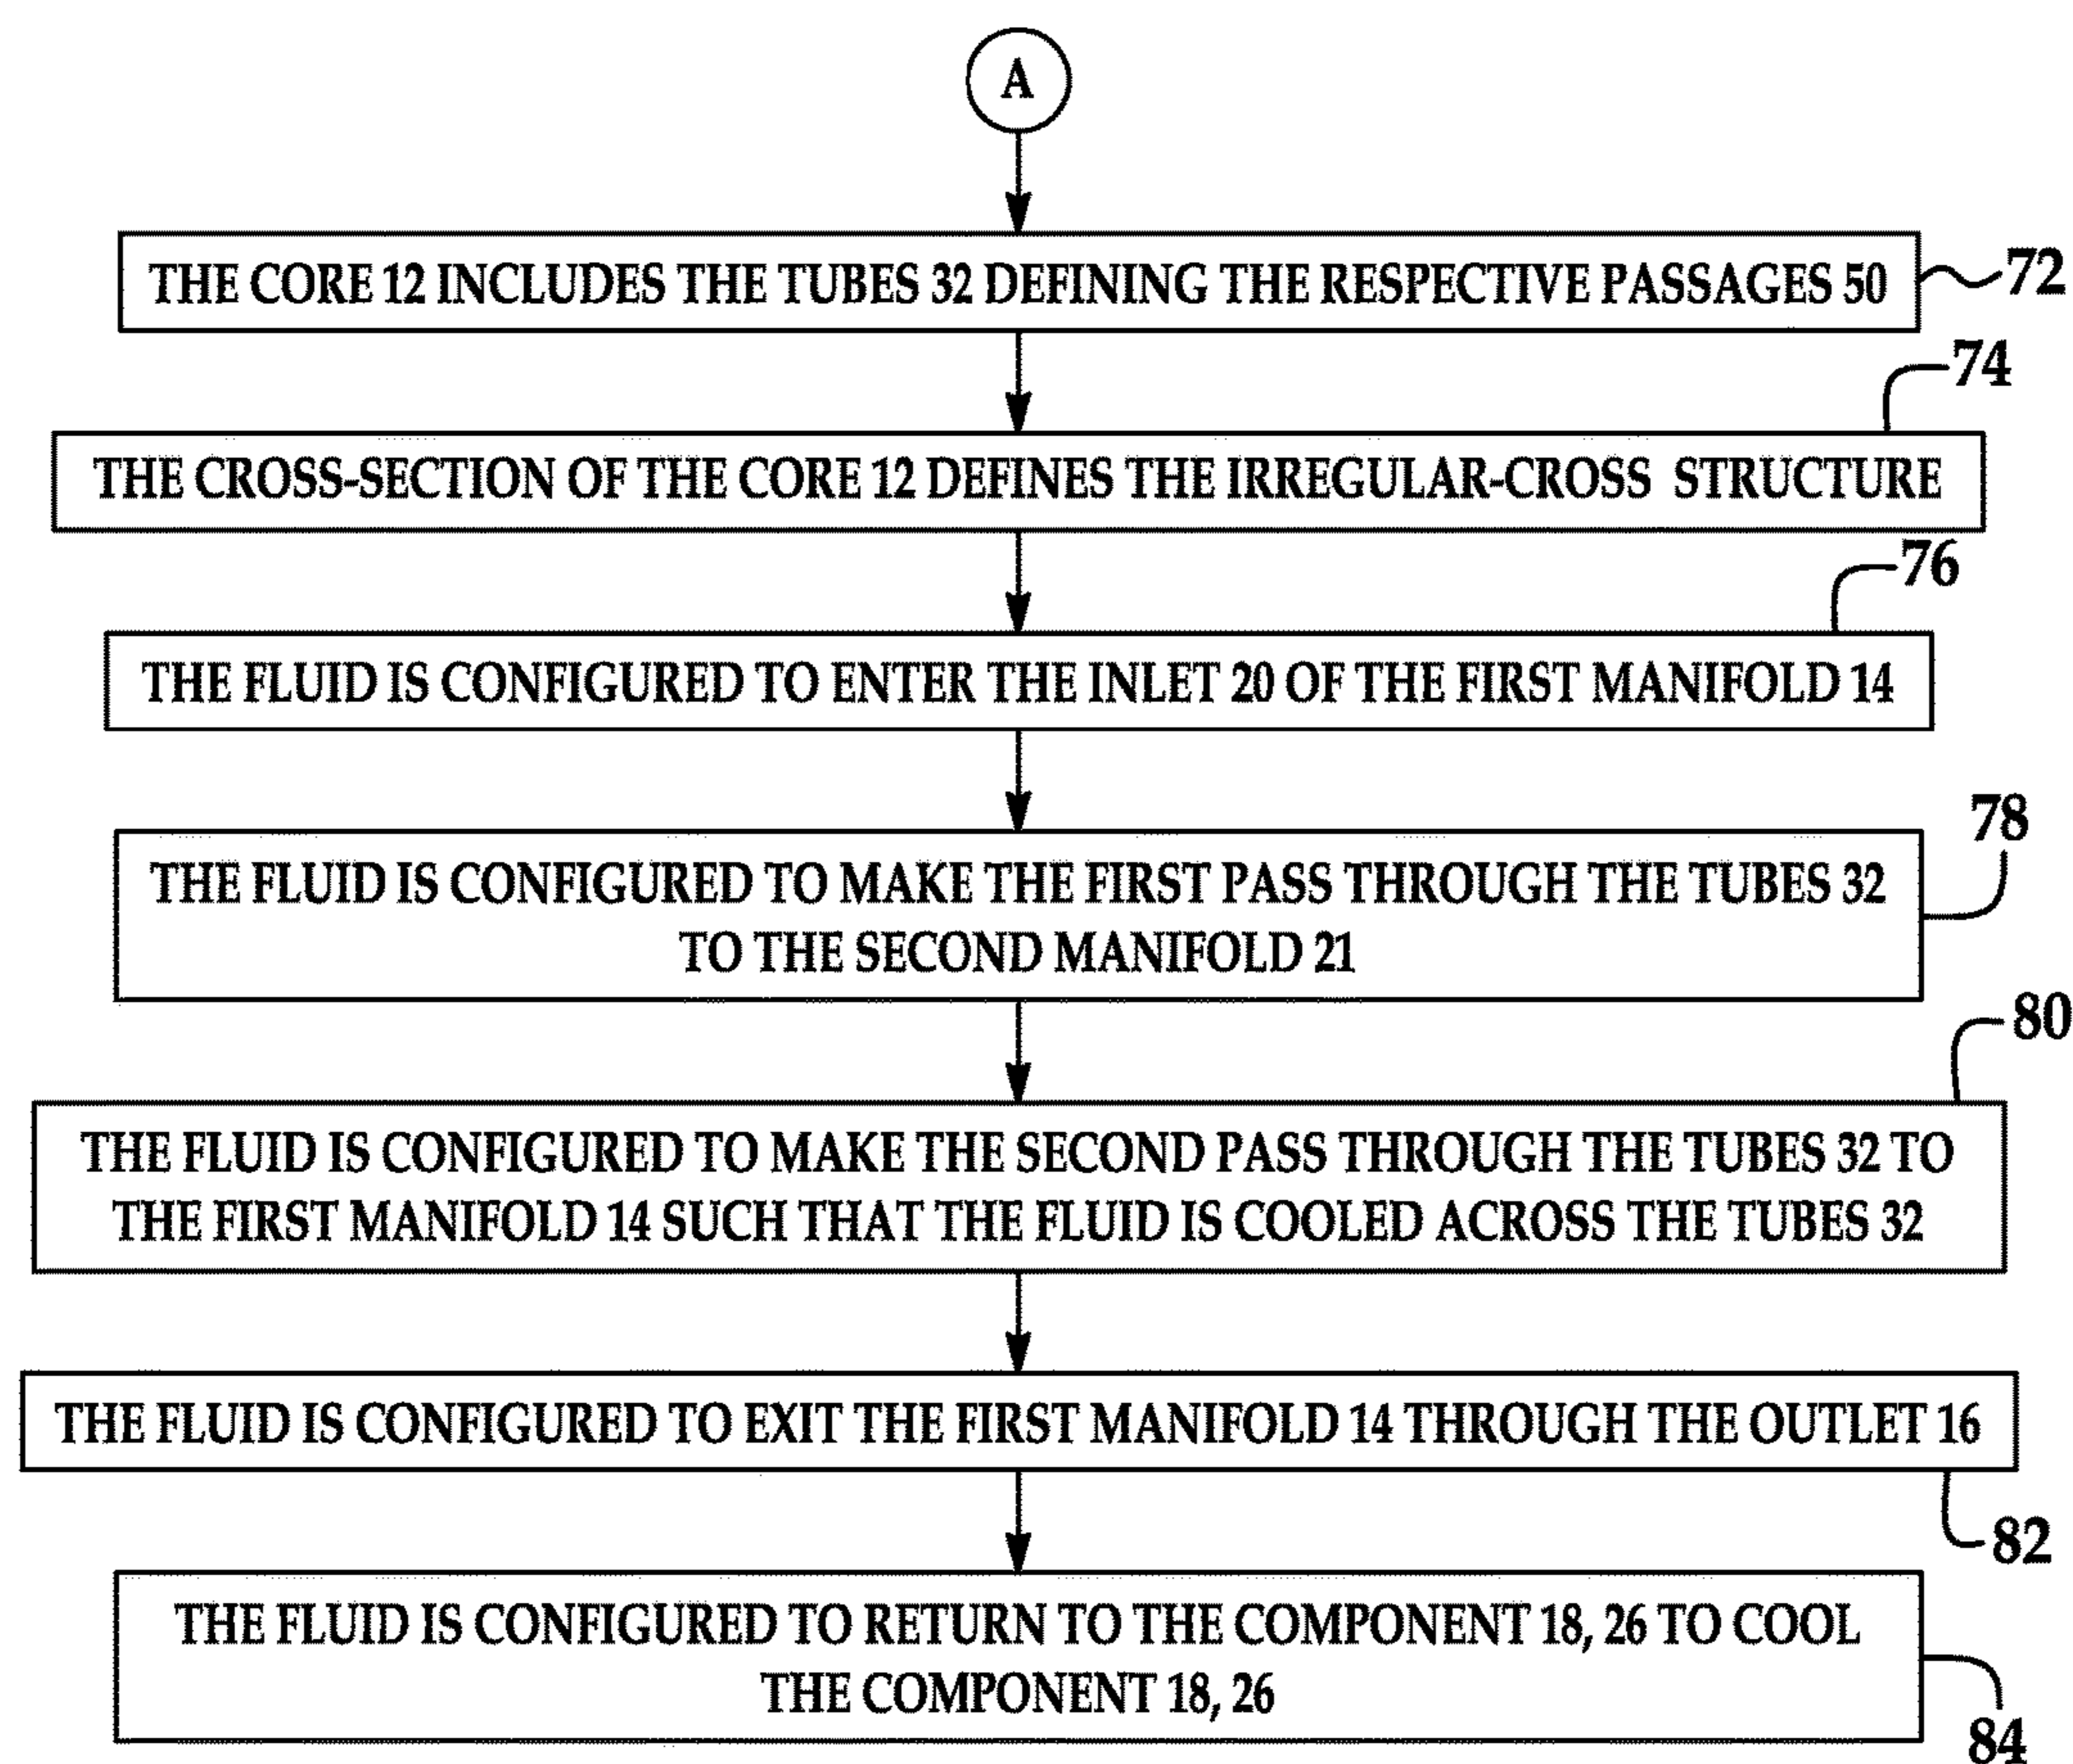 A
THE CORE 12 INCLUDES THE TUBES 32 DEFINING THE RESPECTIVE PASSAGES 50
72
74
THE CROSS-SECTION OF THE CORE 12 DEFINES THE IRREGULAR-CROSS STRUCTURE
76
THE FLUID IS CONFIGURED TO ENTER THE INLET 20 OF THE FIRST MANIFOLD 14
78
THE FLUID IS CONFIGURED TO MAKE THE FIRST PASS THROUGH THE TUBES 32
TO THE SECOND MANIFOLD 21
80
THE FLUID IS CONFIGURED TO MAKE THE SECOND PASS THROUGH THE TUBES 32 TO
THE FIRST MANIFOLD 14 SUCH THAT THE FLUID IS COOLED ACROSS THE TUBES 32
THE FLUID IS CONFIGURED TO EXIT THE FIRST MANIFOLD 14 THROUGH THE OUTLET 16
82
THE FLUID IS CONFIGURED TO RETURN TO THE COMPONENT 18, 26 TO COOL
THE COMPONENT 18, 26
84